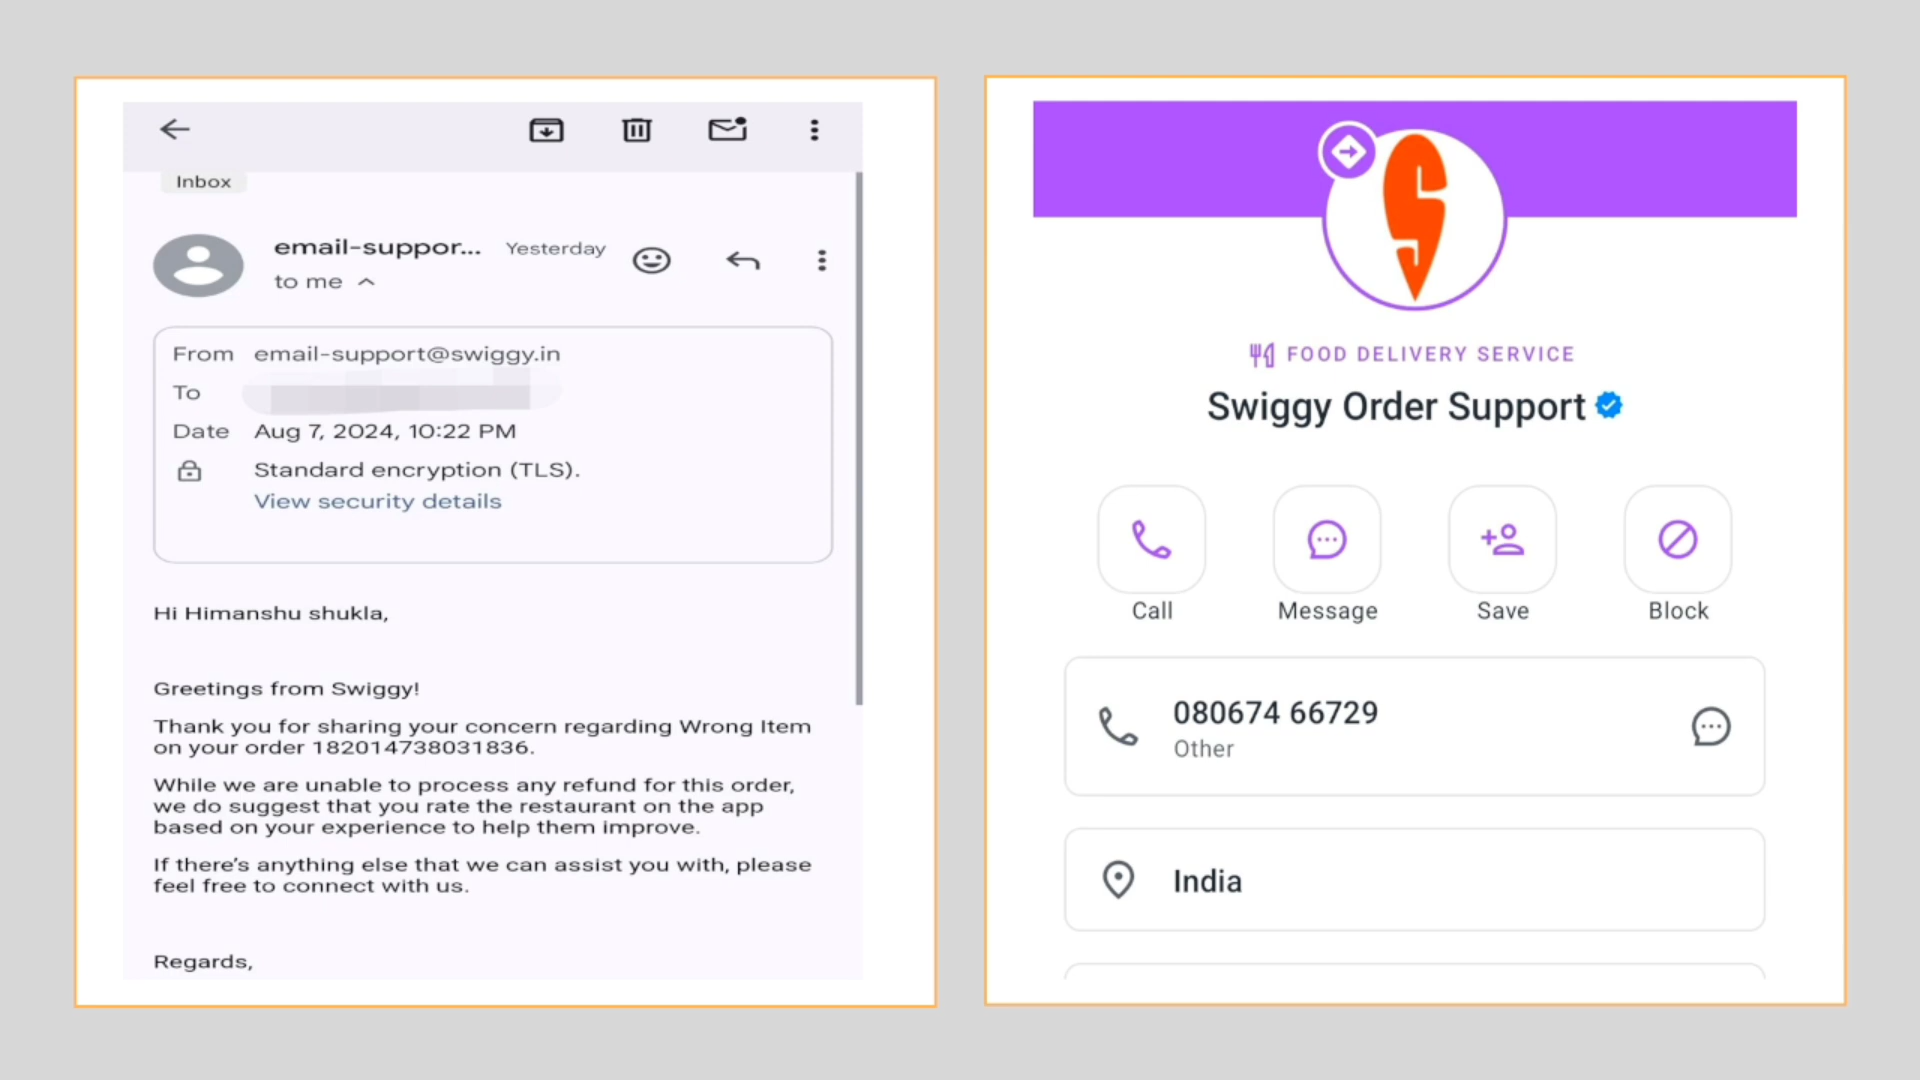 Inbox
email-suppor... Yesterday
to me
From email-support@swiggy.in
To
Date Aug 7, 2024, 10:22 PM
Standard encryption (TLS).
View security details
Hi Himanshu shukla,
Greetings from Swiggy!
Thank you for sharing your concern regarding Wrong Item
on your order 182014738031836.
While we are unable to process any refund for this order,
we do suggest that you rate the restaurant on the app
based on your experience to help them improve.
If there's anything else that we can assist you with, please
feel free to connect with us.
Regards,
FOOD DELIVERY SERVICE
Swiggy Order Support
Call Message Save Block
080674 66729
Other
India